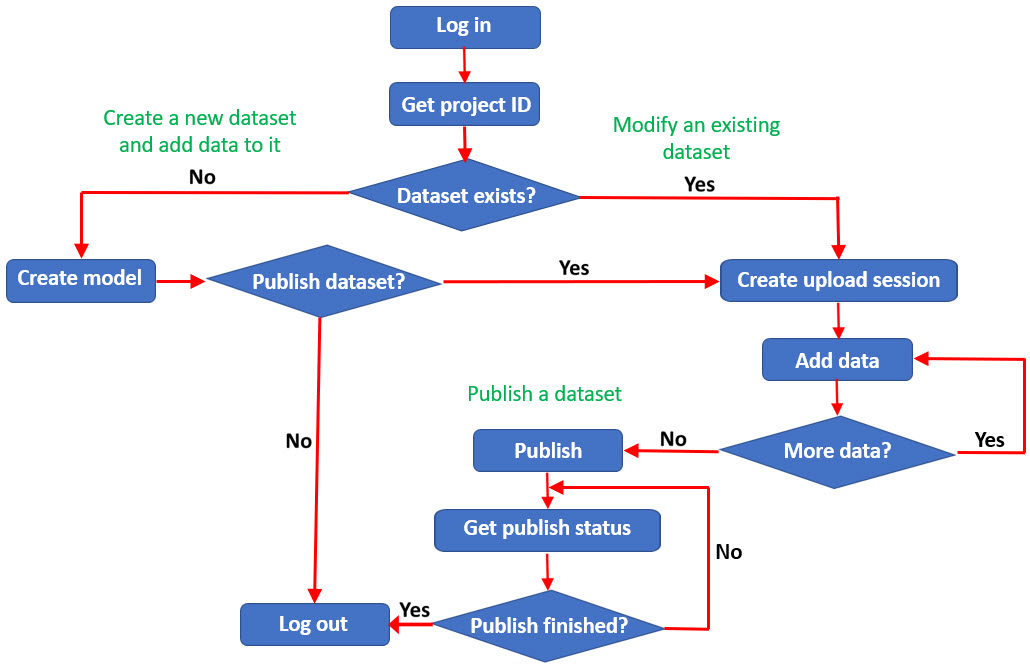 Log in
Get project ID
Create a new dataset
and add data to it
Modify an existing
dataset
No
Dataset exists?
Yes
Create model
Publish dataset?
Yes
Create upload session
Add data
Publish a dataset
No
Publish
No
More data?
Yes
Get publish status
No
Log out
Yes
Publish finished?